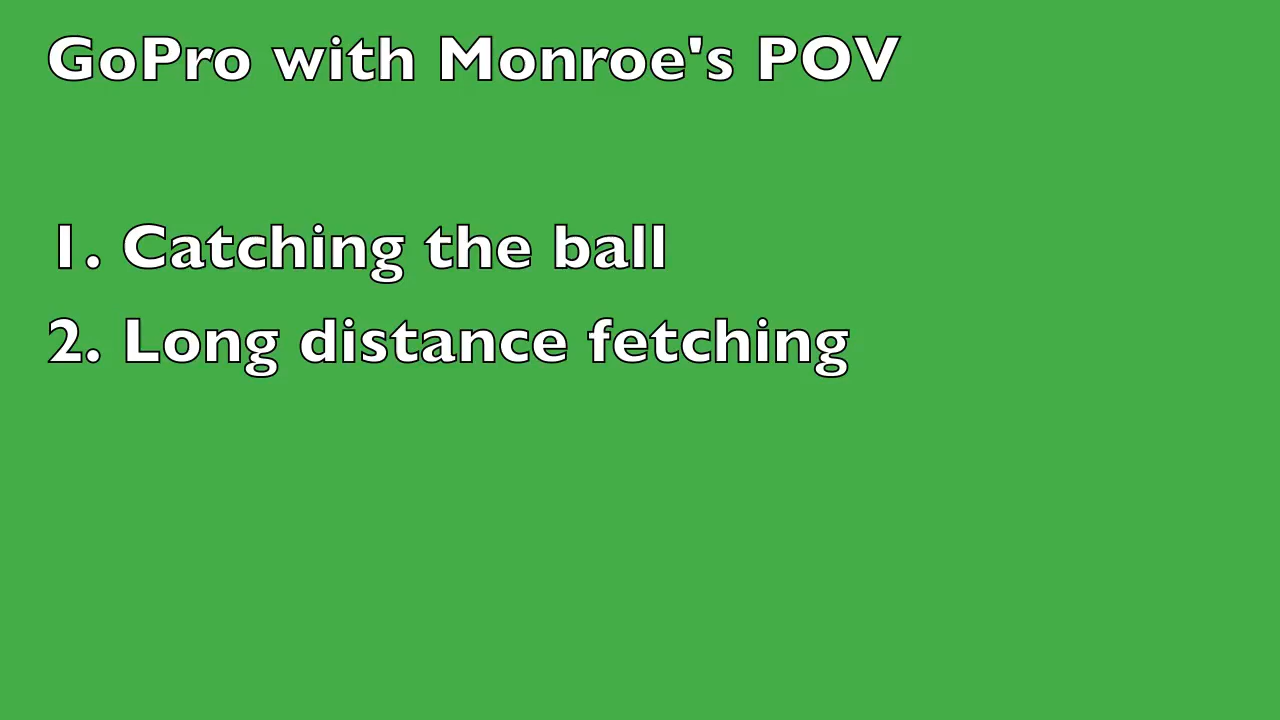 GoPro with Monroe's POV
1. Catching the ball
2. Long distance fetching